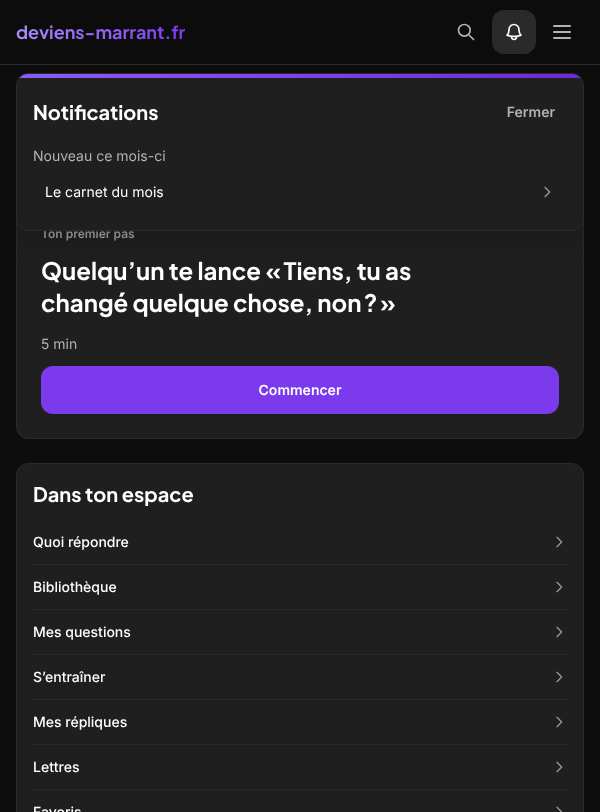 deviens-marrant.fr
Notifications
Fermer
Nouveau ce mois-ci
Le carnet du mois
Ton premier pas
Quelqu’un te lance « Tiens, tu as
changé quelque chose, non ? »
5 min
Commencer
Dans ton espace
Quoi répondre
Bibliothèque
Mes questions
S’entraîner
Mes répliques
Lettres
Favoris